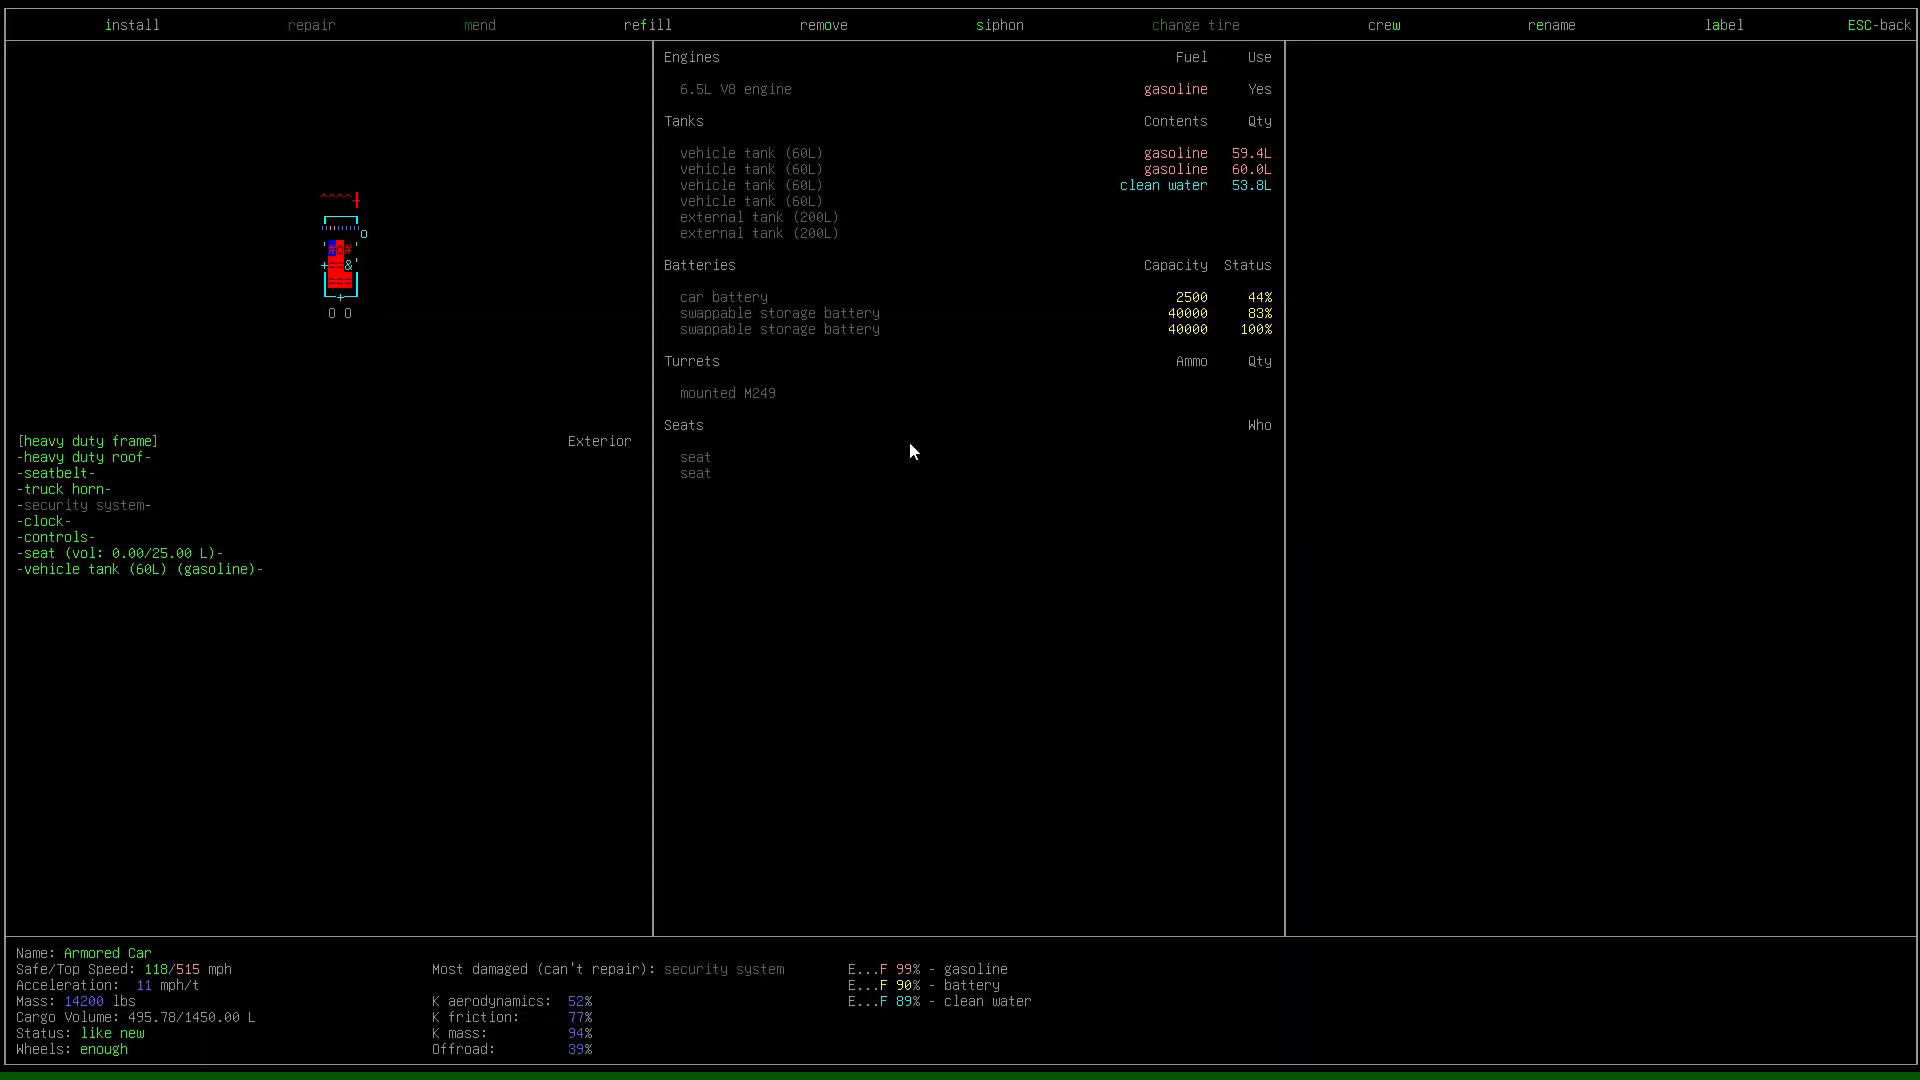 install repair mend refill remove siphon change tire crew rename label ESC-back
Engines Fuel Use
6.5L V8 engine gasoline Yes
Tanks Contents Qty
vehicle tank (60L) gasoline 59.4L
vehicle tank (60L) gasoline 60.0L
vehicle tank (60L) clean water 53.8L
vehicle tank (60L)
external tank (200L)
external tank (200L)
Batteries Capacity Status
car battery 2500 44%
swappable storage battery 40000 83%
swappable storage battery 40000 100%
Turrets Ammo Qty
mounted M249
Seats Who
seat
seat
[heavy duty frame] Exterior
-heavy duty roof-
-seatbelt-
-truck horn-
-security system-
-clock-
-controls-
-seat (vol: 0.00/25.00 L)-
-vehicle tank (60L) (gasoline)-
Name: Armored Car
Safe/Top Speed: 118/515 mph
Acceleration: 11 mph/t
Mass: 14200 lbs
Cargo Volume: 495.78/1450.00 L
Status: like new
Wheels: enough
Most damaged (can't repair): security system
K aerodynamics: 52%
K friction: 77%
K mass: 94%
Offroad: 39%
E...F 99% - gasoline
E...F 90% - battery
E...F 89% - clean water